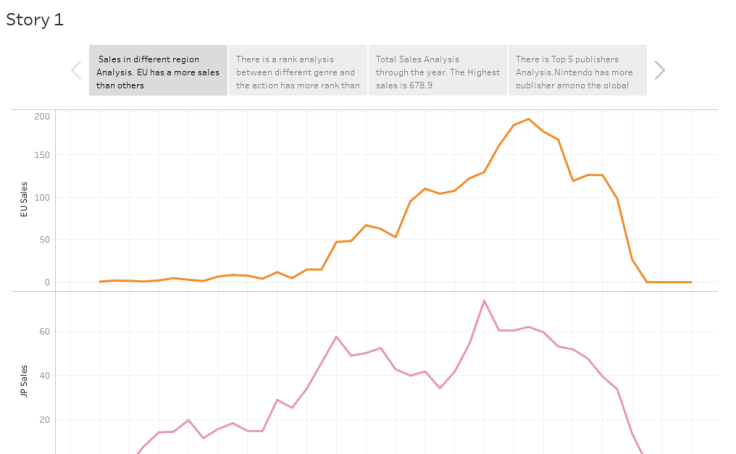 Story 1
Sales in different region
Analysis. EU has a more sales
than others
There is a rank analysis
between different genre and
the action has more rank than
Total Sales Analysis
through the year. The Highest
sales is 678.9
There is Top 5 publishers
Analysis.Nintendo has more
publisher among the global
200
150
100
50
0
EU Sales
60
40
20
JP Sales